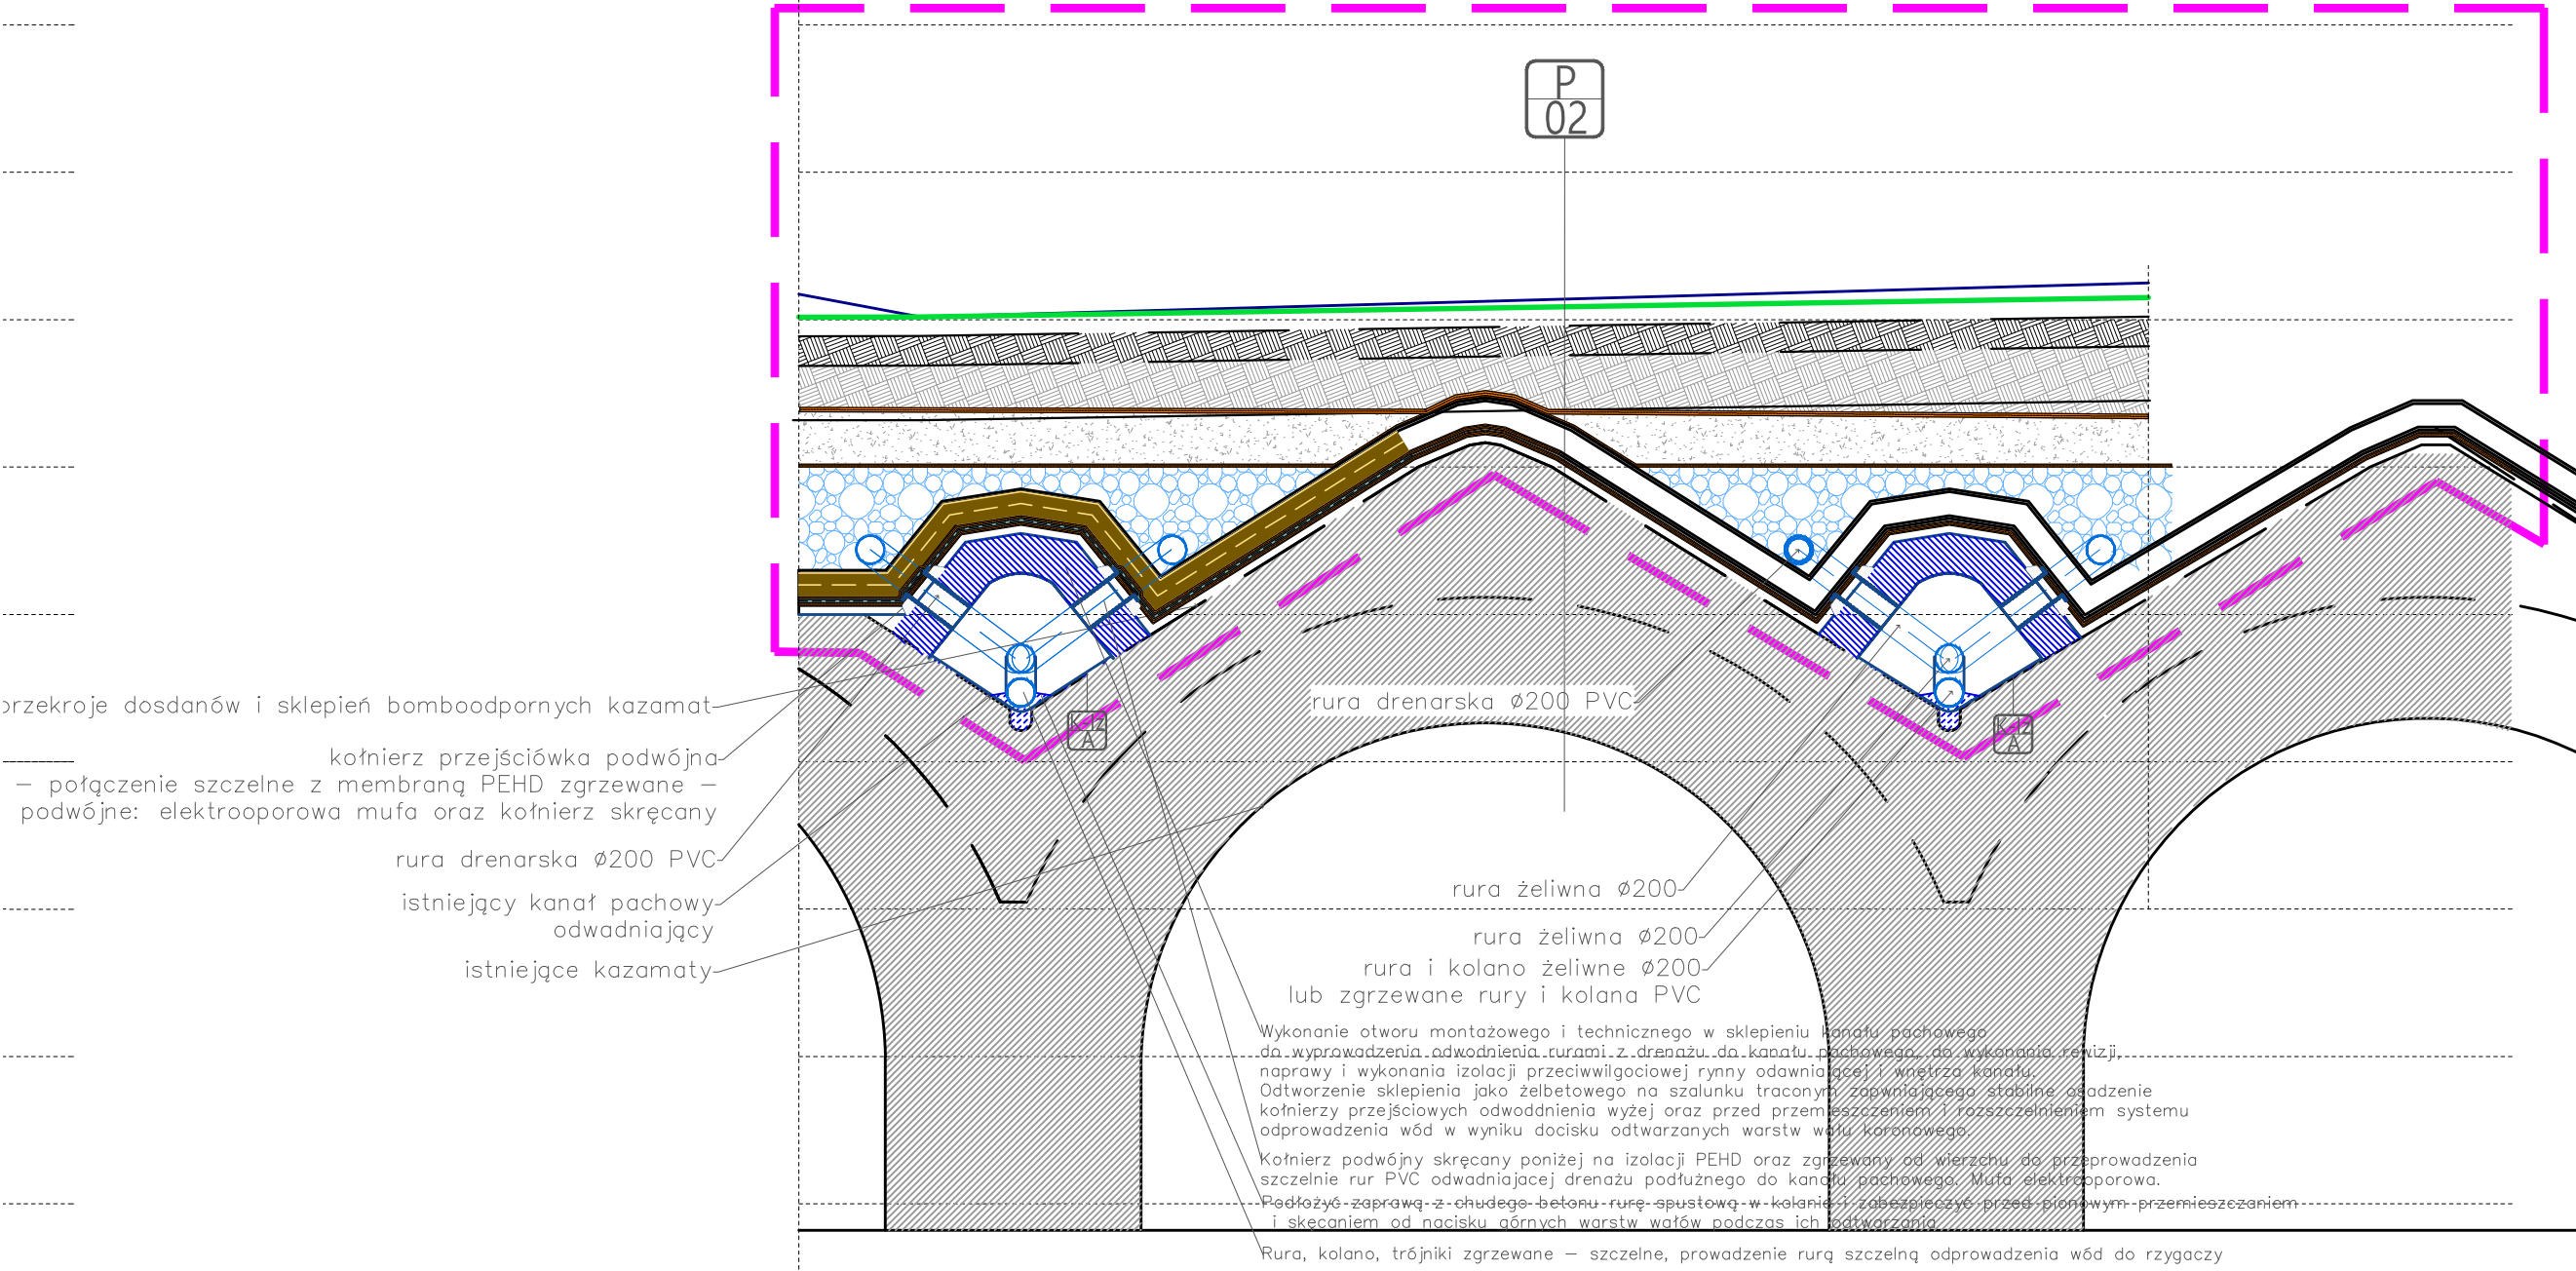 P
02
przekroje dosdanów i sklepień bomboodpornych kazamat
kołnierz przejściówka podwójna
– połączenie szczelne z membraną PEHD zgrzewane –
podwójne: elektrooporowa mufa oraz kołnierz skręcany
rura drenarska Ø200 PVC
istniejący kanał pachowy
odwadniający
istniejące kazamaty
A
rura drenarska Ø200 PVC
A
rura żeliwna Ø200
rura żeliwna Ø200
rura i kolano żeliwne Ø200
lub zgrzewane rury i kolana PVC
Wykonanie otworu montażowego i technicznego w sklepieniu kanału pachowego
do wyprowadzenia odwodnienia rurami z drenażu do kanału pachowego, do wykonania rewizji,
naprawy i wykonania izolacji przeciwwilgociowej rynny odawniającej i wnętrza kanału.
Odtworzenie sklepienia jako żelbetowego na szalunku traconym zapwniającego stabilne osadzenie
kołnierzy przejściowych odwoddnienia wyżej oraz przed przemieszczeniem i rozszczelnieniem systemu
odprowadzenia wód w wyniku docisku odtwarzanych warstw wału koronowego.
Kołnierz podwójny skręcany poniżej na izolacji PEHD oraz zgrzewany od wierzchu do przeprowadzenia
szczelnie rur PVC odwadniajacej drenażu podłużnego do kanału pachowego. Mufa elektrooporowa.
Podłożyć zaprawą z chudego betonu rurę spustową w kolanie i zabezpieczyć przed pionowym przemieszczaniem
i skecaniem od nacisku górnych warstw wałów podczas ich odtwarzania
Rura, kolano, trójniki zgrzewane – szczelne, prowadzenie rurą szczelną odprowadzenia wód do rzygaczy